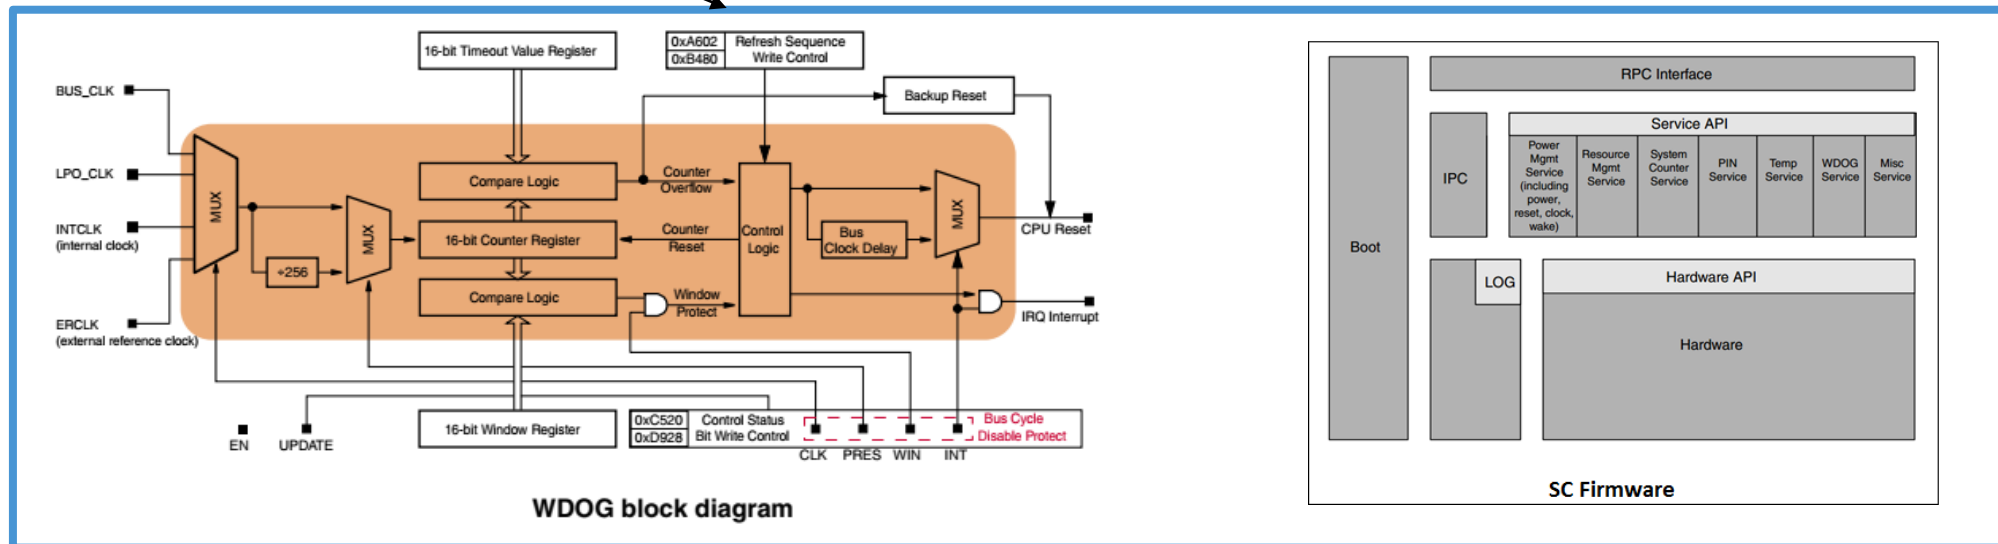 16-bit Timeout Value Register
0xA602
Refresh Sequence
0xB480
Write Control
BUS_CLK
Backup Reset
LPO_CLK
MUX
Compare Logic
Counter
Overflow
INTCLK
(internal clock)
MUX
16-bit Counter Register
Counter
Reset
Control
Logic
Bus
Clock Delay
MUX
CPU Reset
÷256
Compare Logic
Window
Protect
IRQ Interrupt
ERCLK
(external reference clock)
16-bit Window Register
0xC520
Control Status
0xD928
Bit Write Control
Bus Cycle
Disable Protect
EN
UPDATE
CLK
PRES
WIN
INT
WDOG block diagram
Boot
RPC Interface
IPC
Service API
Power
Mgmt
Service
(including
power,
reset, clock,
wake)
Resource
Mgmt
Service
System
Counter
Service
PIN
Service
Temp
Service
WDOG
Service
Misc
Service
LOG
Hardware API
Hardware
SC Firmware